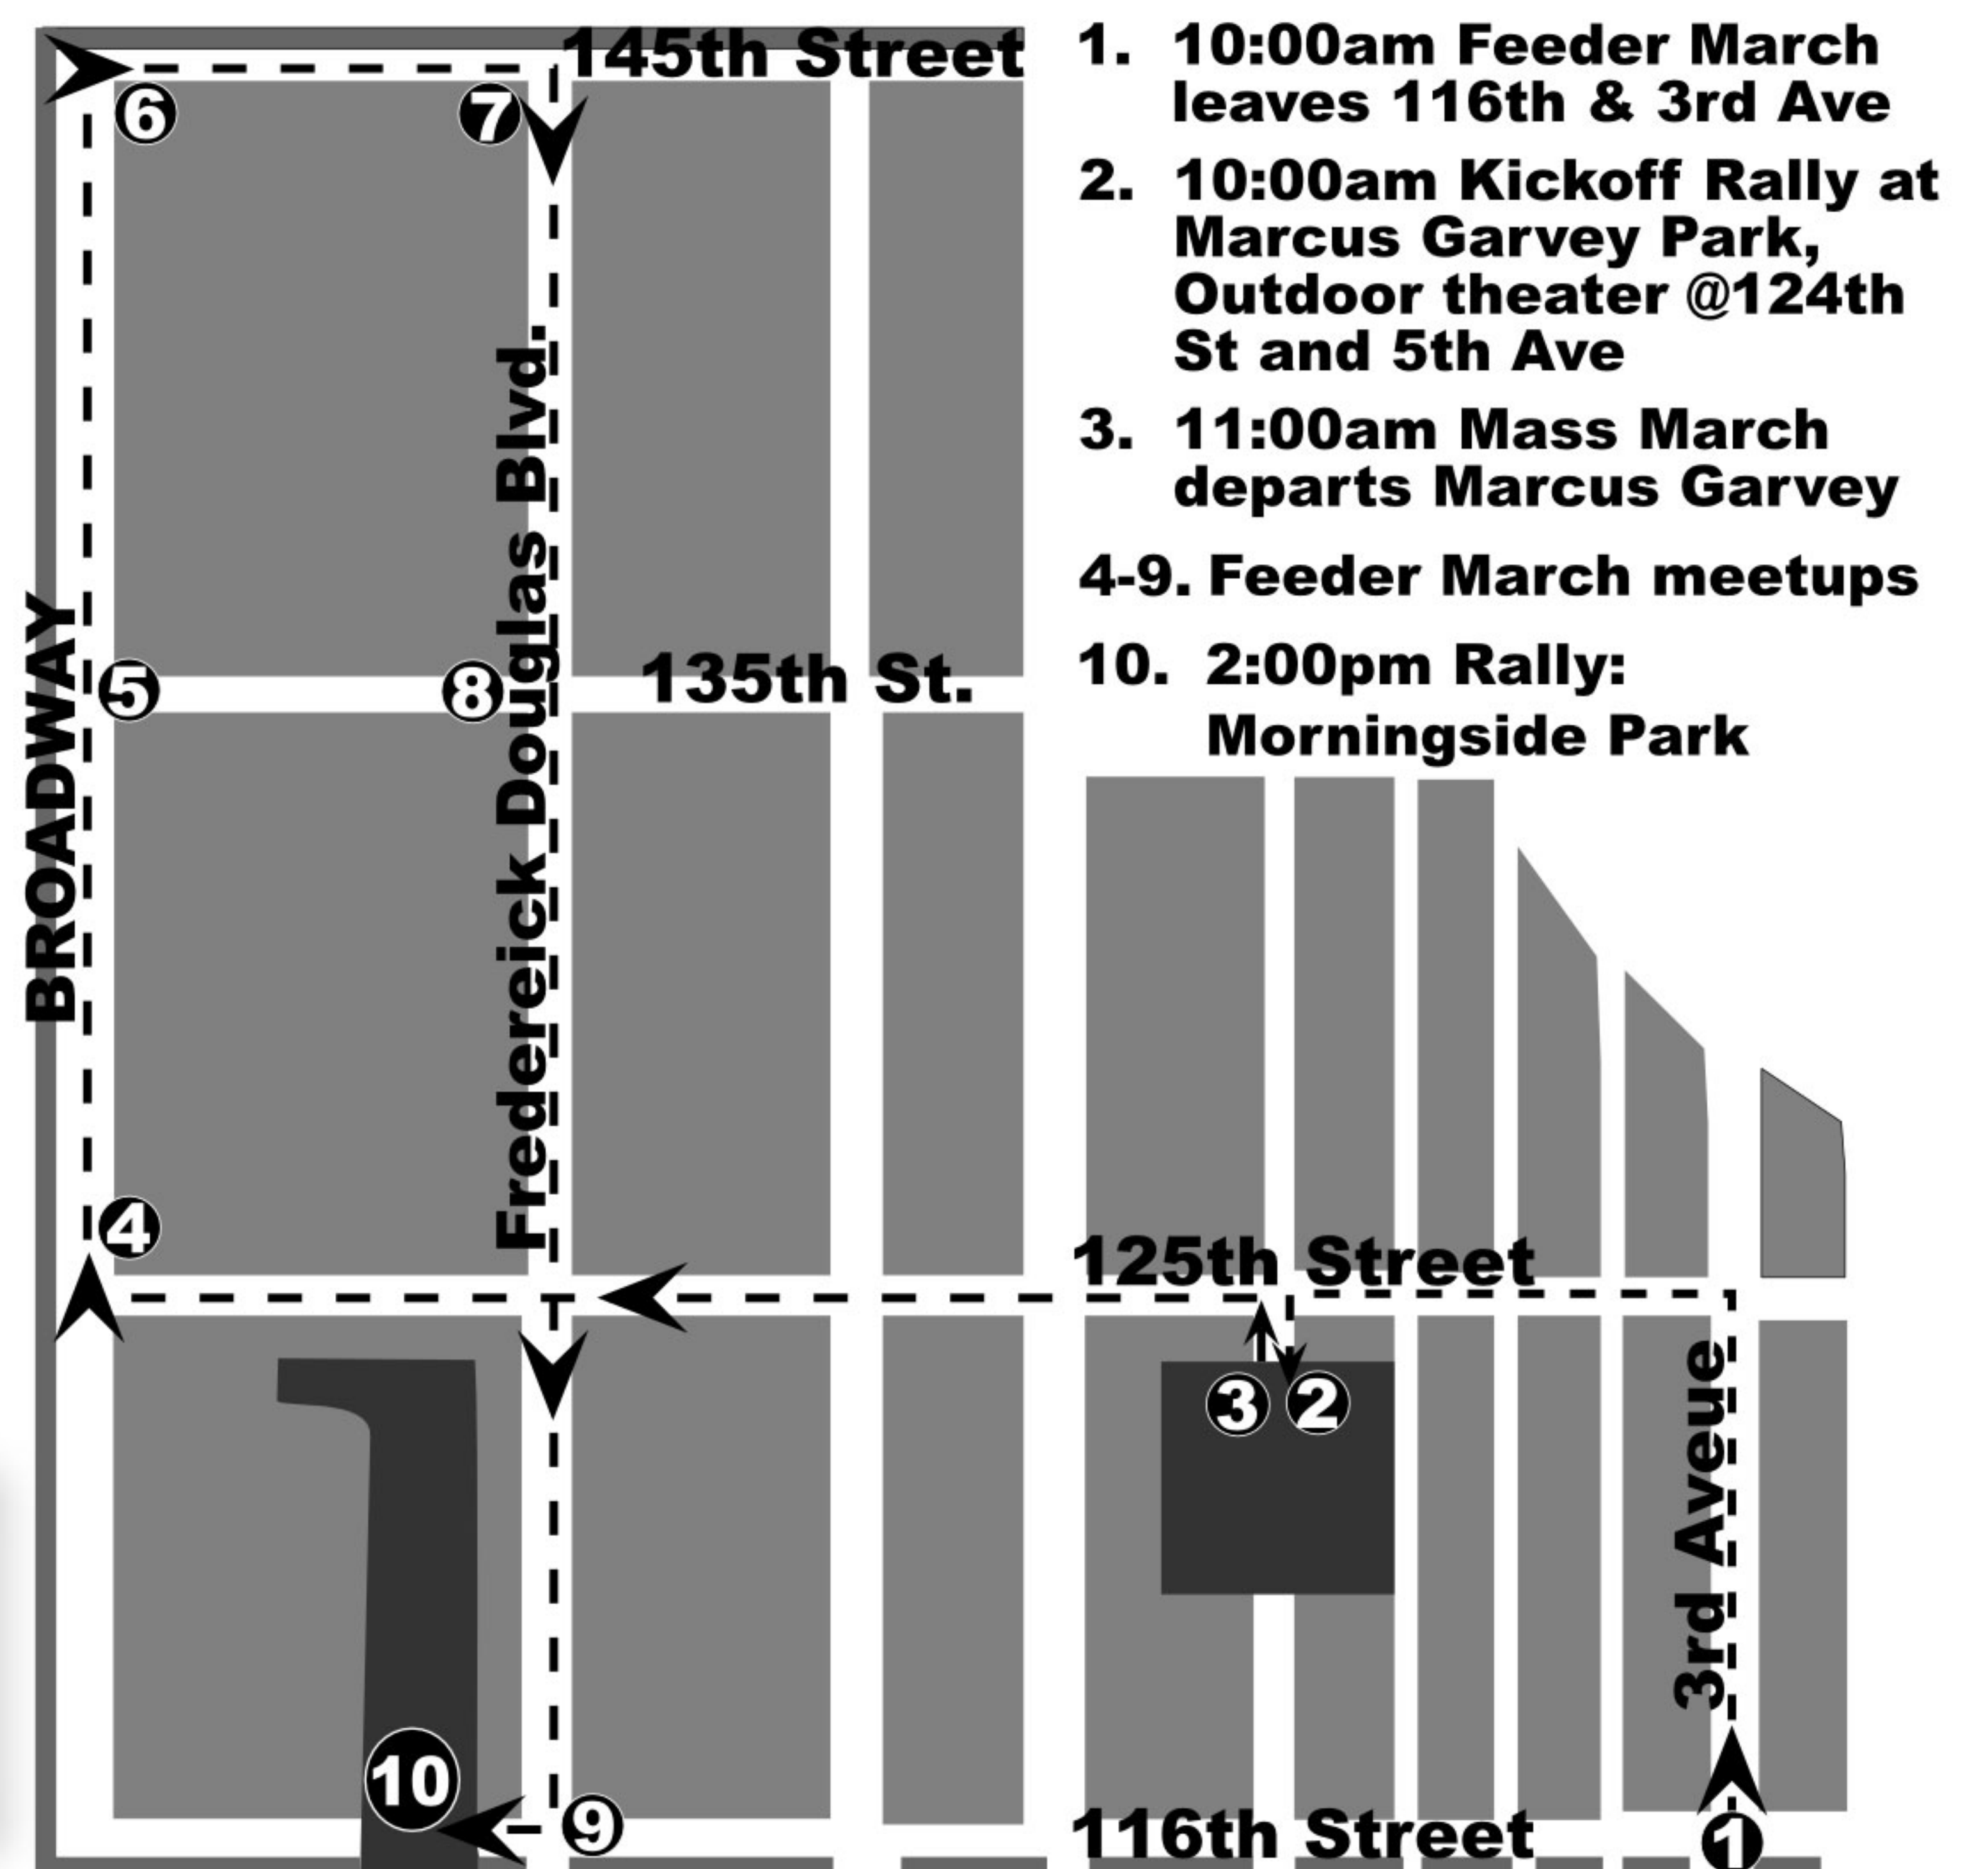 145th Street
1. 10:00am Feeder March
leaves 116th & 3rd Ave
2. 10:00am Kickoff Rally at
Marcus Garvey Park,
Outdoor theater @124th
St and 5th Ave
3. 11:00am Mass March
departs Marcus Garvey
4-9. Feeder March meetups
10. 2:00pm Rally:
Morningside Park
6
7
BROADWAY
Fredereick Douglas Blvd.
5
8
135th St.
4
125th Street
3
2
3rd Avenue
10
9
116th Street
1